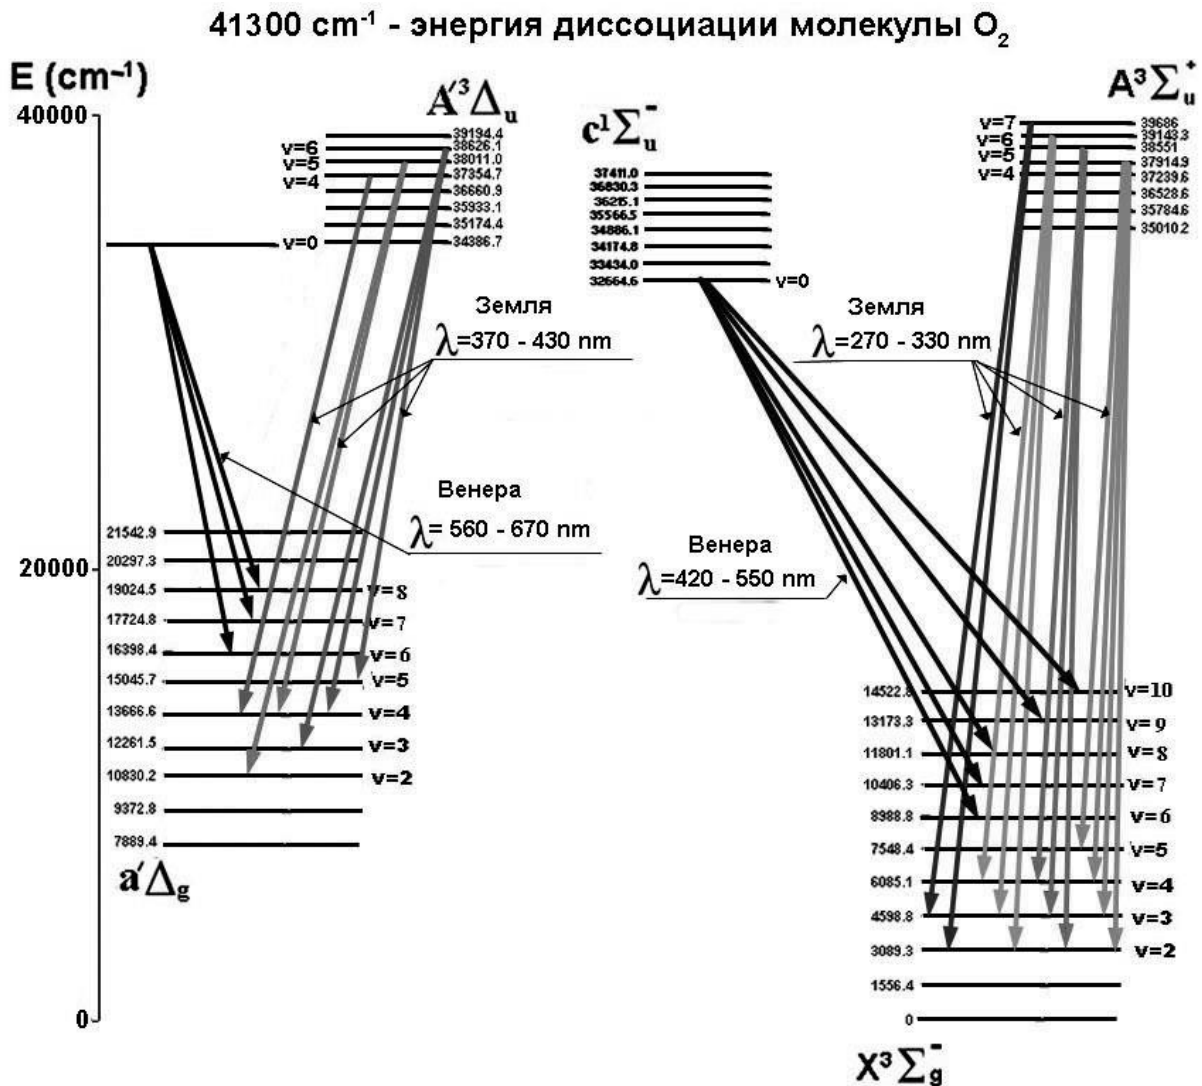 41300 cm⁻¹ - энергия диссоциации молекулы O₂
E (cm⁻¹)
40000
20000
0
A′³Δᵤ
v=6
v=5
v=4
v=0
39194.4
38626.1
38011.0
37354.7
36660.9
35933.1
35174.4
34386.7
c¹Σᵤ⁻
37411.0
36830.3
36215.1
35566.5
34886.1
34174.8
33434.0
32664.6
v=0
A³Σᵤ⁺
v=7
v=6
v=5
v=4
39686
39143.3
38551
37914.9
37239.6
36528.6
35784.6
35010.2
Земля
λ=370 - 430 nm
Земля
λ=270 - 330 nm
Венера
λ= 560 - 670 nm
Венера
λ=420 - 550 nm
21542.9
20297.3
19024.5
v=8
17724.8
v=7
16398.4
v=6
15045.7
v=5
13666.6
v=4
12261.5
v=3
10830.2
v=2
9372.8
7889.4
a′Δg
14522.8
v=10
13173.3
v=9
11801.1
v=8
10406.3
v=7
8988.8
v=6
7548.4
v=5
6085.1
v=4
4598.8
v=3
3089.3
v=2
1556.4
0
X³Σg⁻